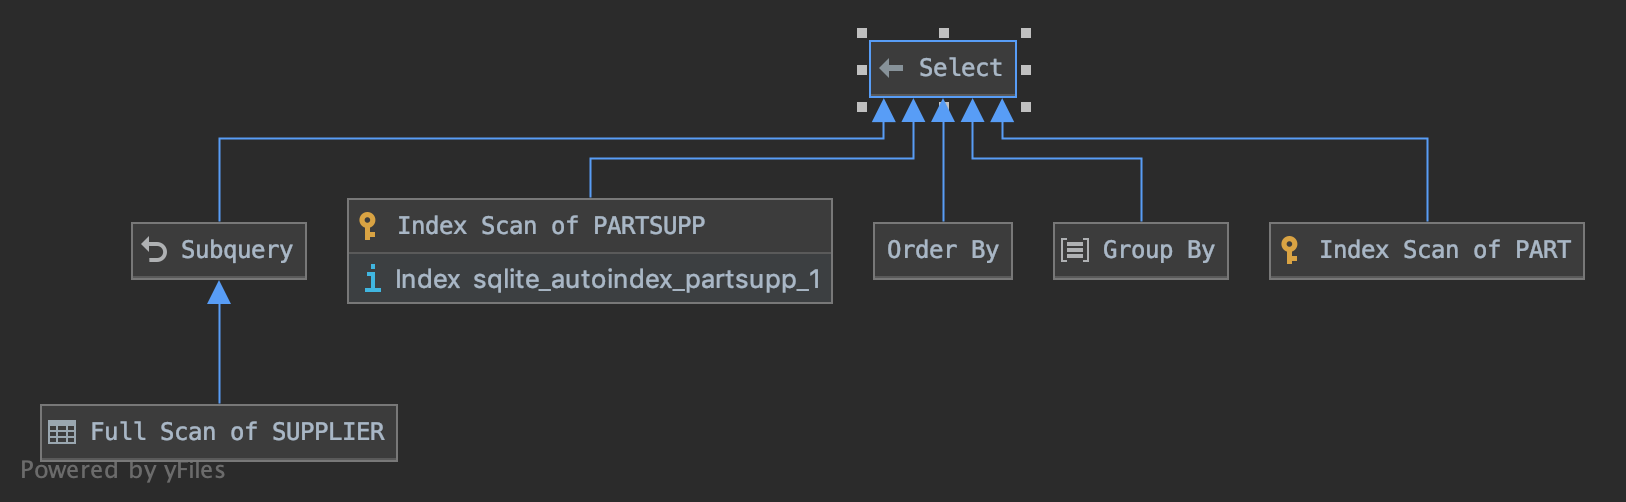 Select
Subquery
Index Scan of PARTSUPP
Index sqlite_autoindex_partsupp_1
Order By
Group By
Index Scan of PART
Full Scan of SUPPLIER
Powered by yFiles